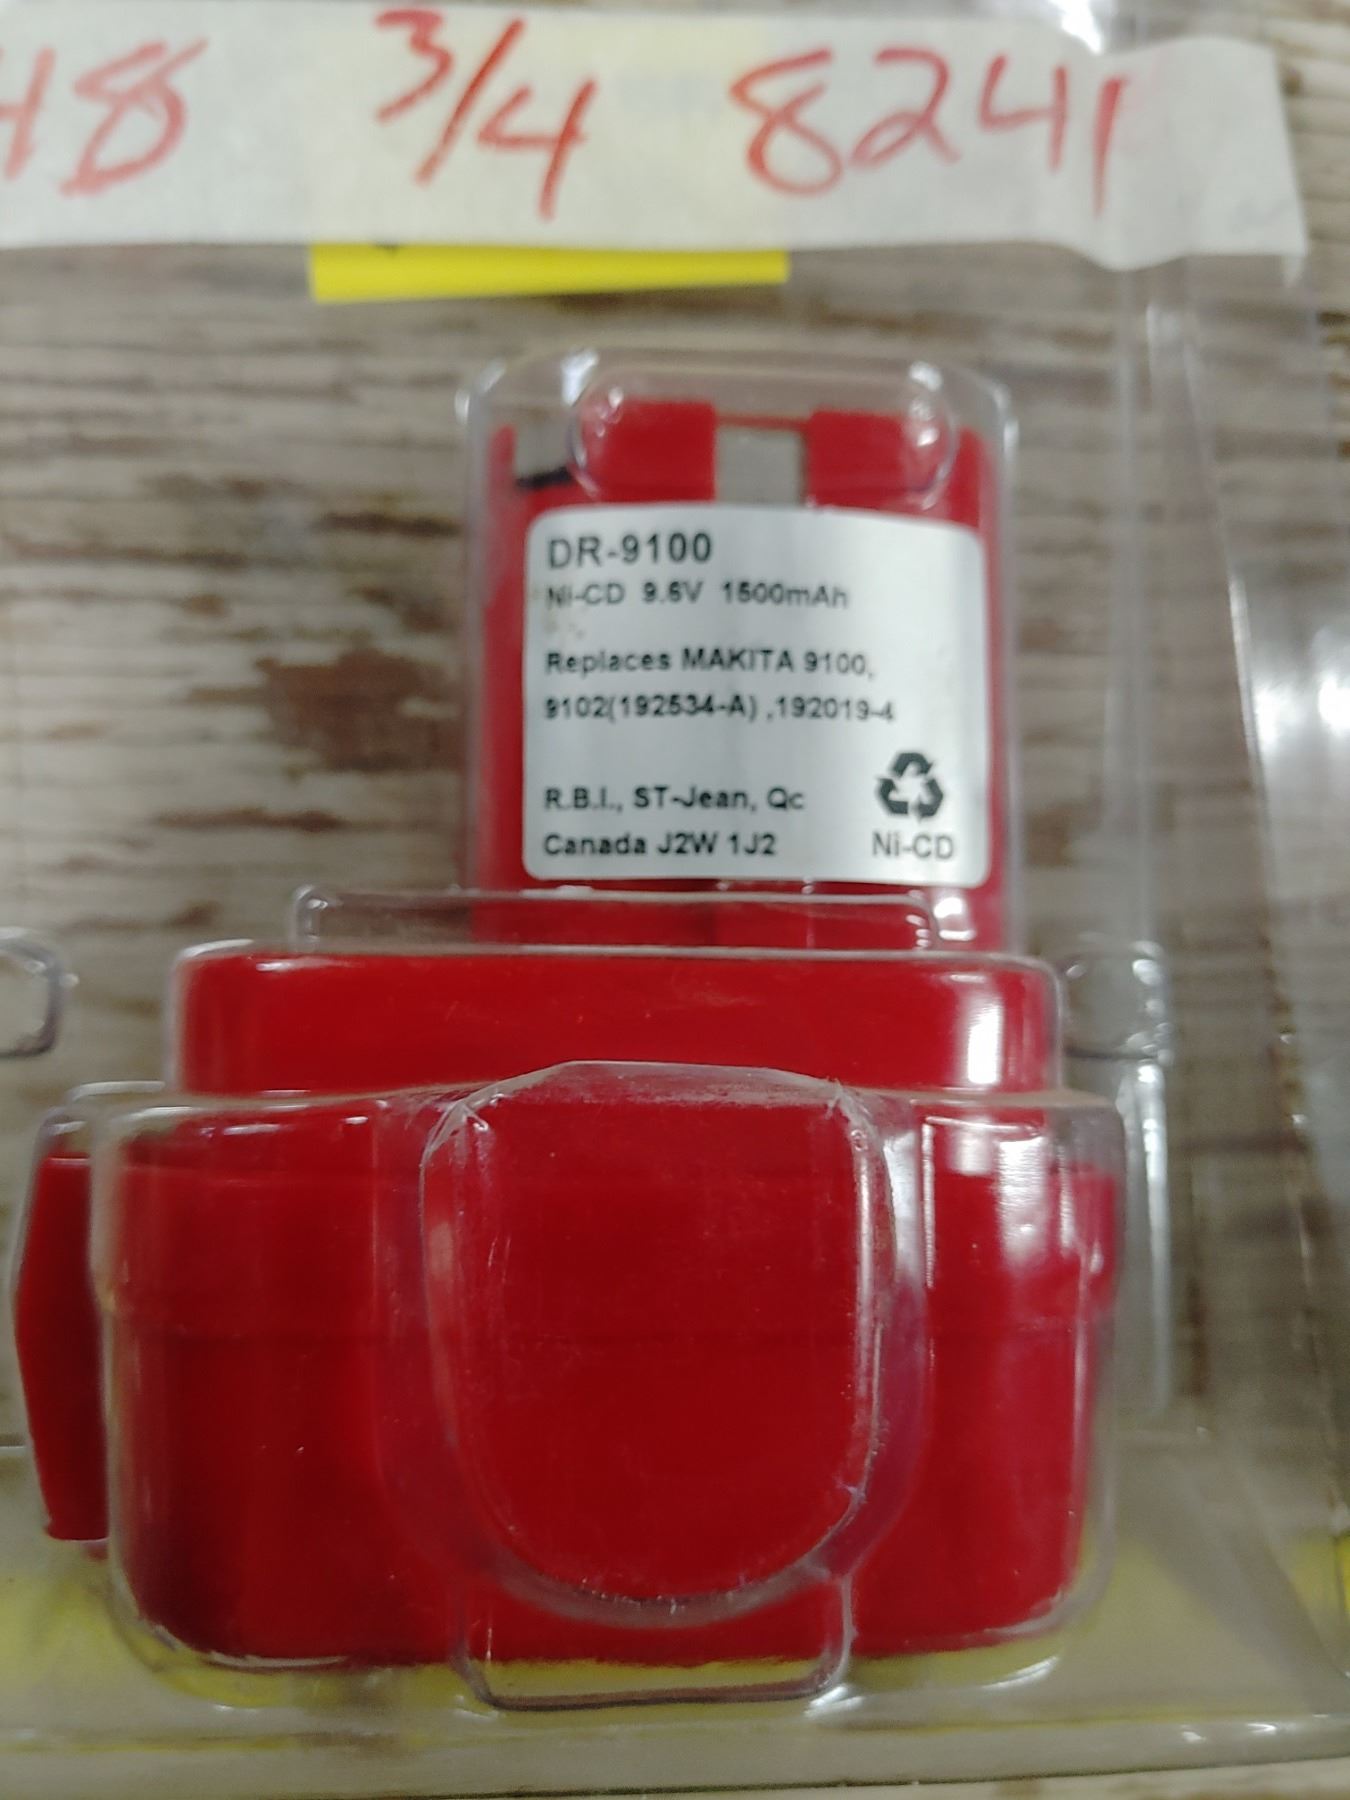 48 3/4 8241
DR-9100
Ni-CD 9.6V 1500mAh
Replaces MAKITA 9100,
9102(192534-A) ,192019-4
R.B.I., ST-Jean, Qc
Canada J2W 1J2
Ni-CD